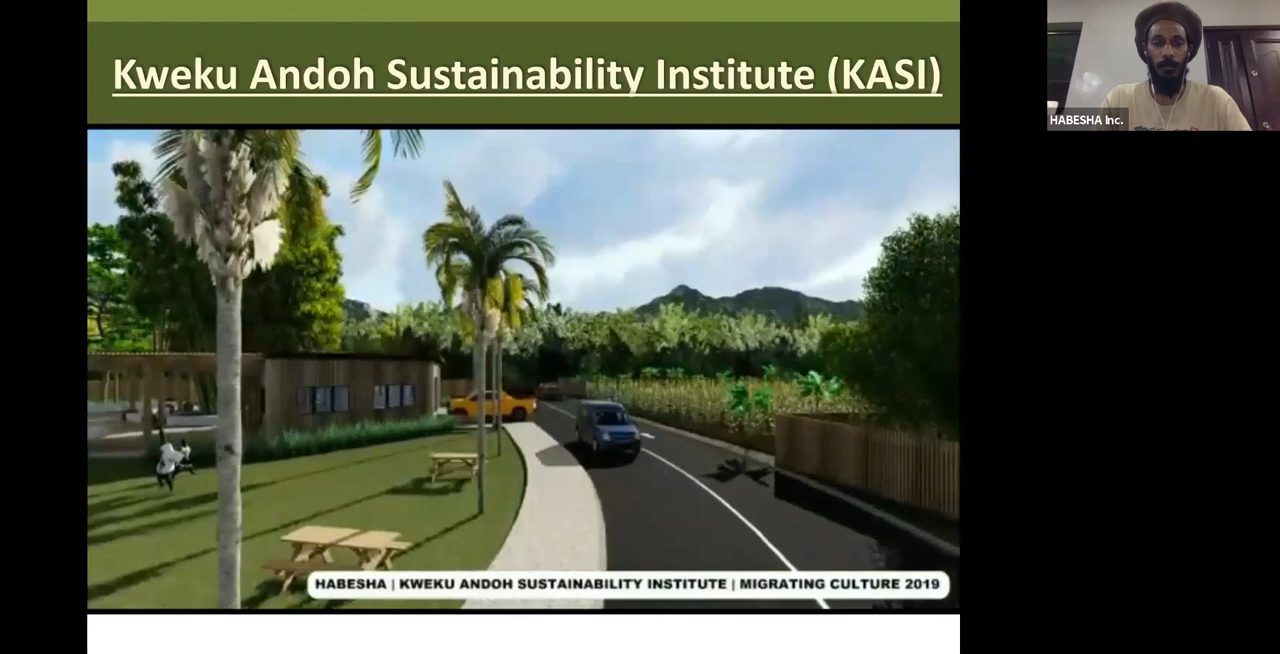 Kweku Andoh Sustainability Institute (KASI)
HABESHA Inc.
HABESHA | KWEKU ANDOH SUSTAINABILITY INSTITUTE | MIGRATING CULTURE 2019